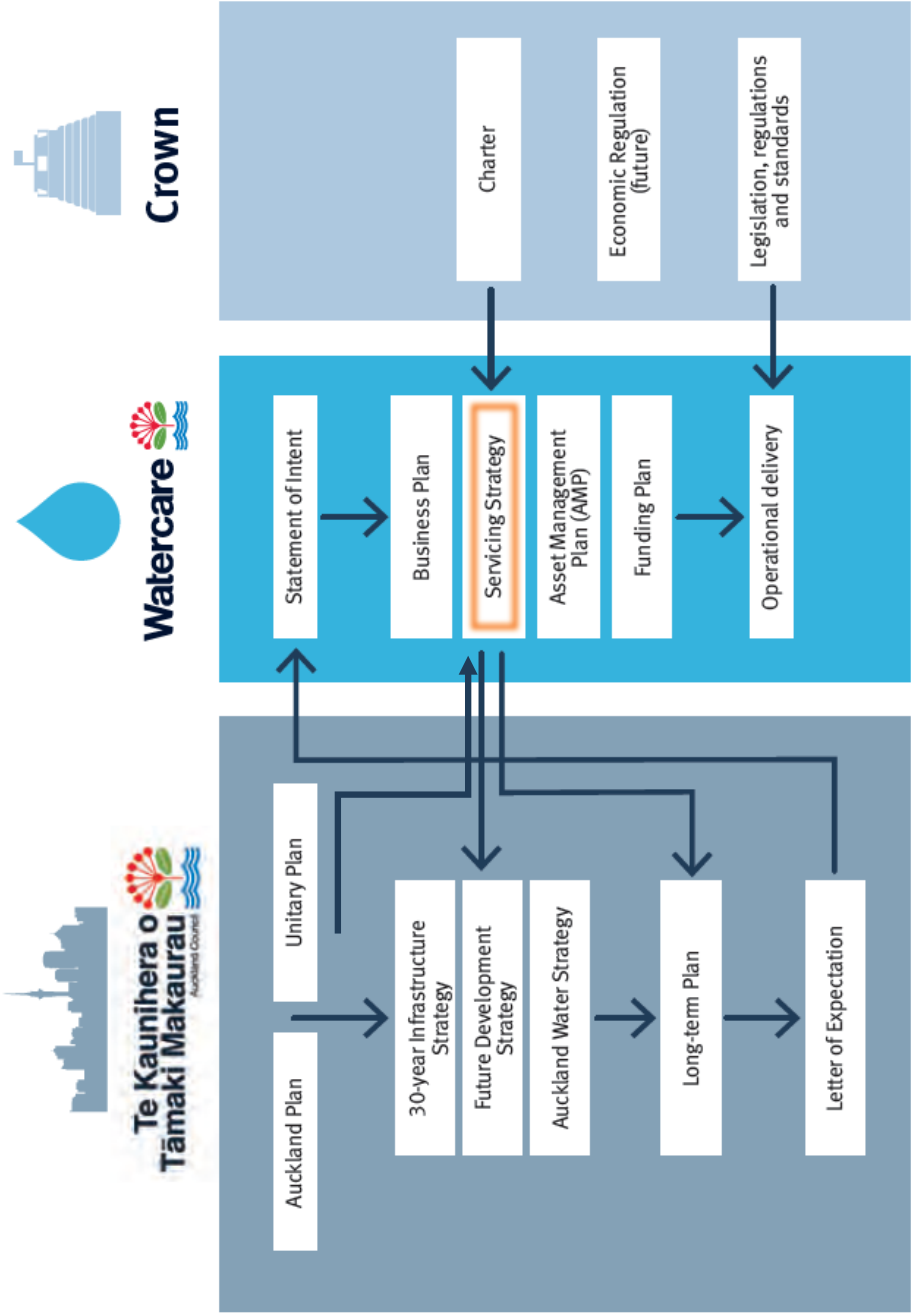 Te Kaunihera o
Tāmaki Makaurau
Auckland Council
Auckland Plan
Unitary Plan
30-year Infrastructure
Strategy
Future Development
Strategy
Auckland Water Strategy
Long-term Plan
Letter of Expectation
Watercare
Statement of Intent
Business Plan
Servicing Strategy
Asset Management
Plan (AMP)
Funding Plan
Operational delivery
Crown
Charter
Economic Regulation
(future)
Legislation, regulations
and standards